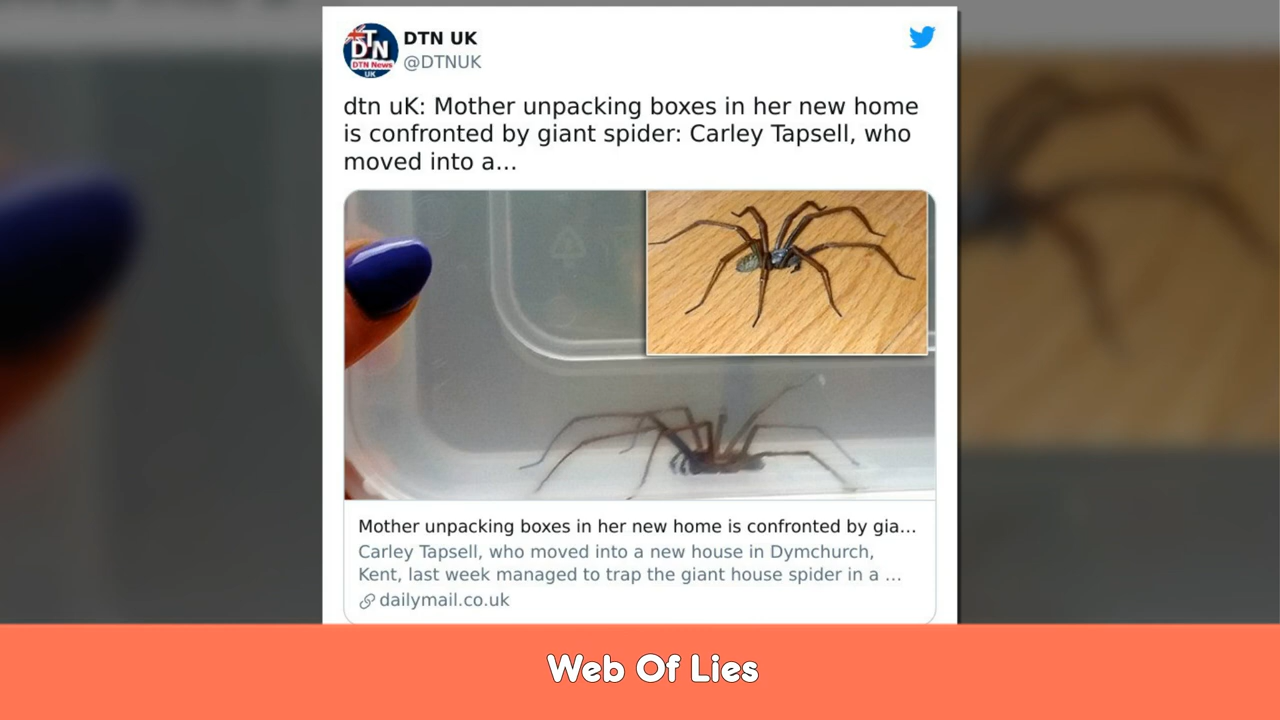 DTN
DTN News
UK
DTN UK
@DTNUK
dtn uK: Mother unpacking boxes in her new home
is confronted by giant spider: Carley Tapsell, who
moved into a...
Mother unpacking boxes in her new home is confronted by gia...
Carley Tapsell, who moved into a new house in Dymchurch,
Kent, last week managed to trap the giant house spider in a ...
dailymail.co.uk
Web Of Lies